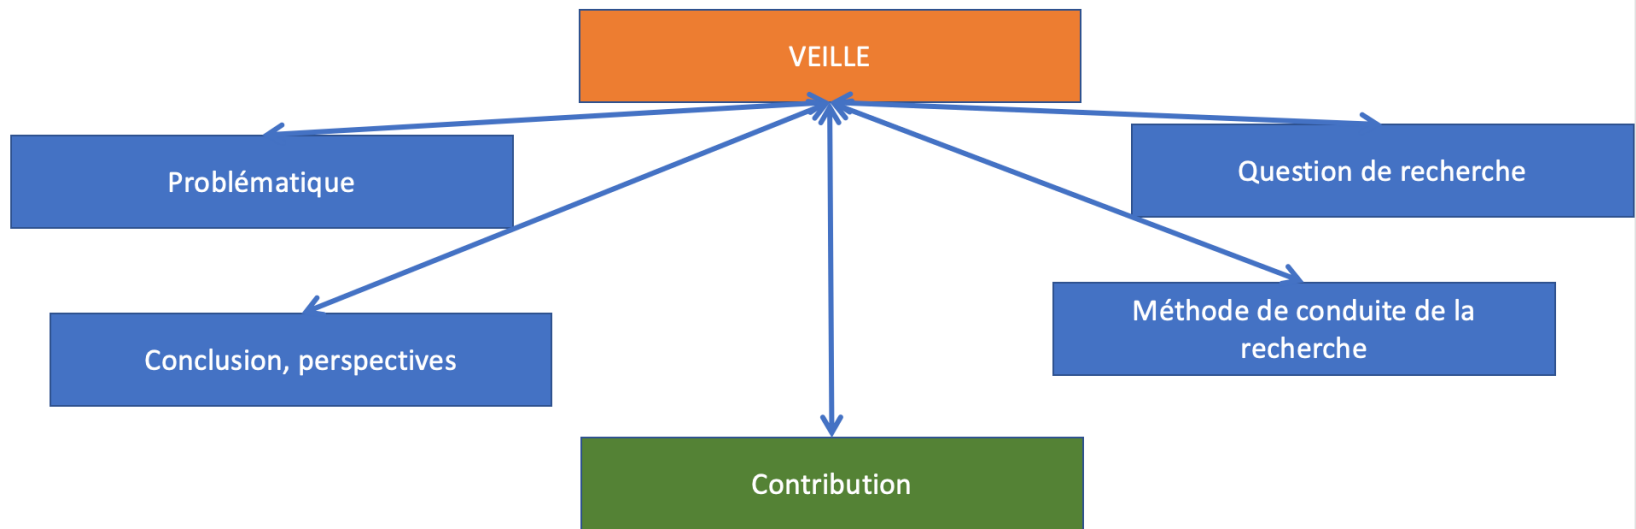 VEILLE
Problématique
Question de recherche
Conclusion, perspectives
Méthode de conduite de la
recherche
Contribution